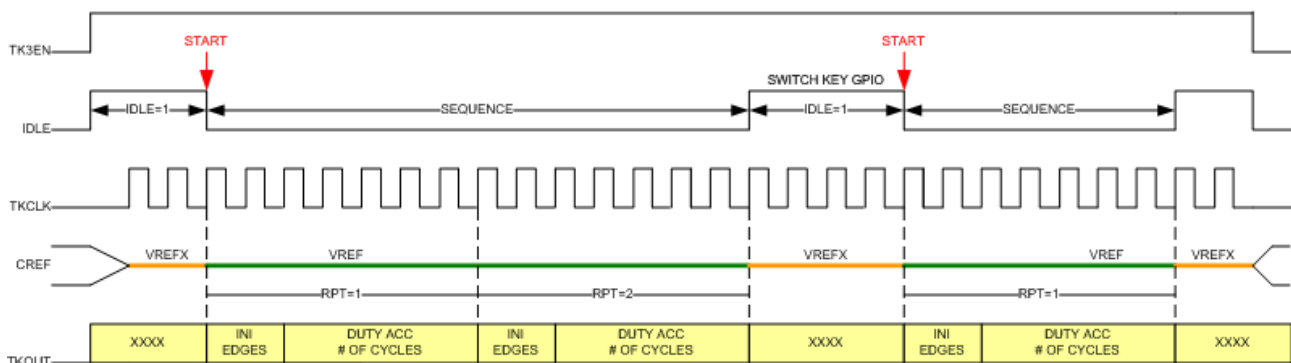 START
START
TK3EN
SWITCH KEY GPIO
IDLE=1
SEQUENCE
IDLE=1
SEQUENCE
IDLE
TKCLK
VREFX
VREF
VREFX
VREF
VREFX
CREF
RPT=1
RPT=2
RPT=1
XXXX
INI
EDGES
DUTY ACC
# OF CYCLES
INI
EDGES
DUTY ACC
# OF CYCLES
XXXX
INI
EDGES
DUTY ACC
# OF CYCLES
XXXX
TKOUT